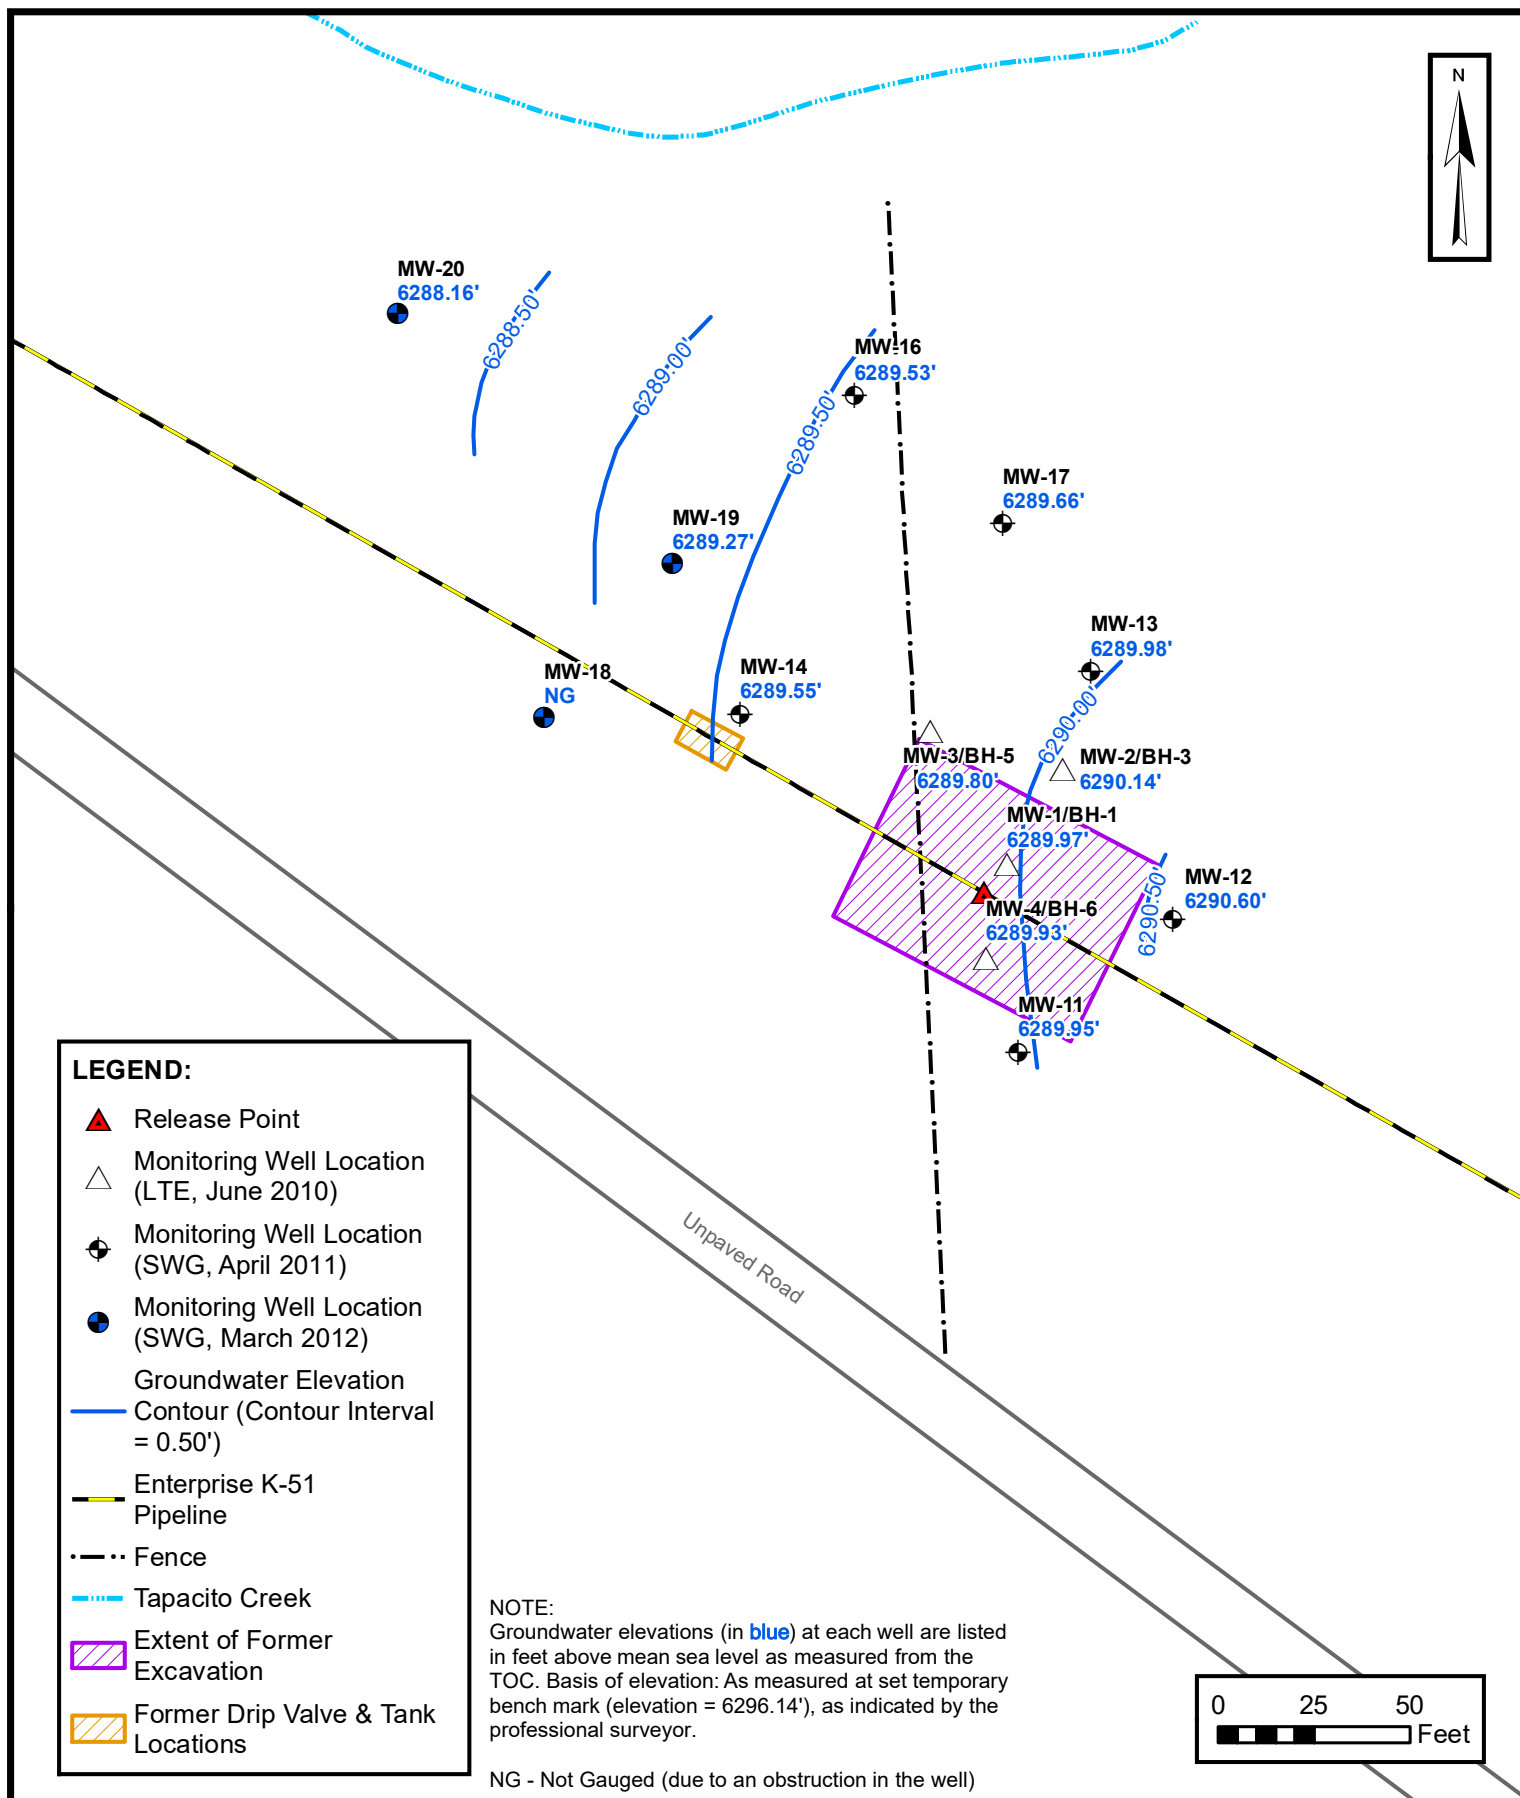 N
MW-20
6288.16'
6288.50'
6289.00'
MW-16
6289.53'
6289.50'
MW-17
6289.66'
MW-19
6289.27'
MW-13
6289.98'
MW-18
NG
MW-14
6289.55'
6290.00'
MW-3/BH-5
6289.80'
MW-2/BH-3
6290.14'
MW-1/BH-1
6289.97'
MW-12
6290.60'
6290.50'
MW-4/BH-6
6289.93'
MW-11
6289.95'
Unpaved Road
LEGEND:
Release Point
Monitoring Well Location
(LTE, June 2010)
Monitoring Well Location
(SWG, April 2011)
Monitoring Well Location
(SWG, March 2012)
Groundwater Elevation
Contour (Contour Interval
= 0.50')
Enterprise K-51
Pipeline
Fence
Tapacito Creek
Extent of Former
Excavation
Former Drip Valve & Tank
Locations
NOTE:
Groundwater elevations (in blue) at each well are listed
in feet above mean sea level as measured from the
TOC. Basis of elevation: As measured at set temporary
bench mark (elevation = 6296.14'), as indicated by the
professional surveyor.
NG - Not Gauged (due to an obstruction in the well)
0 25 50
Feet